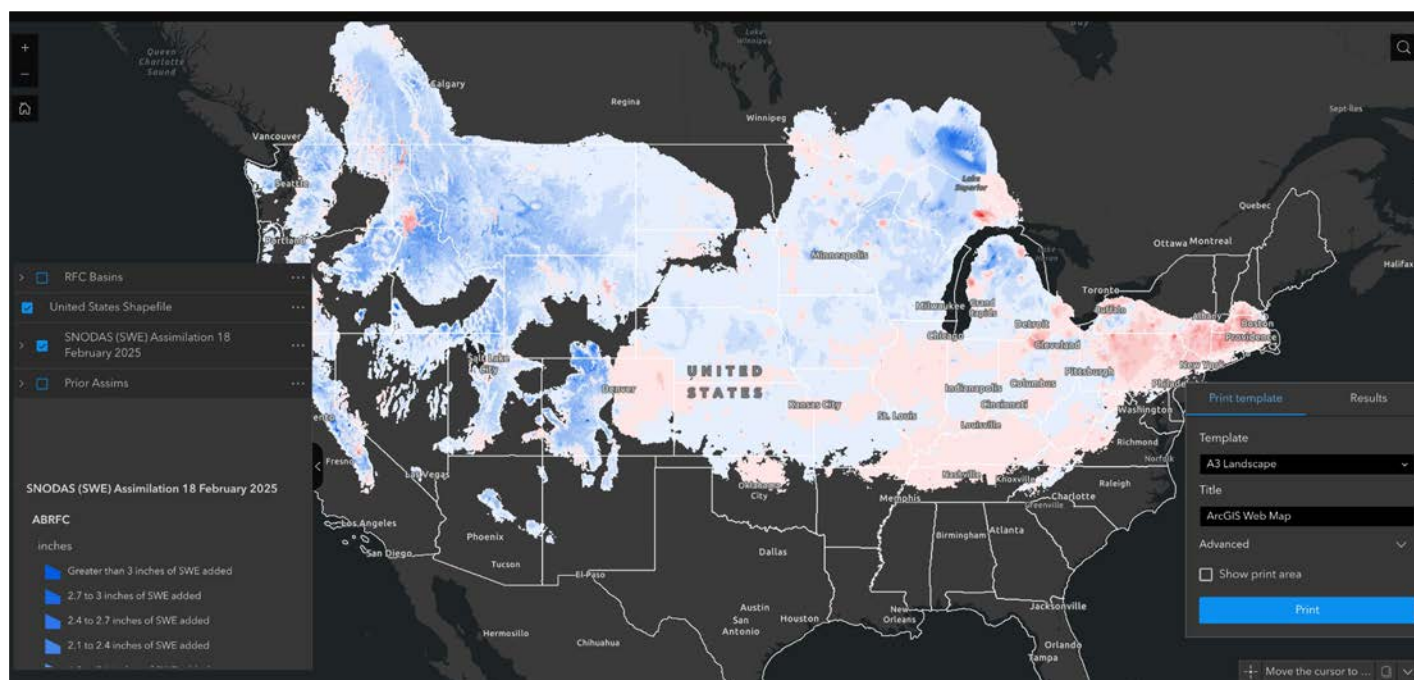 Queen
Charlotte
Sound
Calgary
Regina
Lake
Winnipeg
Winnipeg
Bay
Sept-Îles
Vancouver
Seattle
Portland
Lake
Superior
Quebec
Ottawa
Montreal
Halifax
Minneapolis
Toronto
Milwaukee
Grand
Rapids
Buffalo
Albany
Boston
Providence
Detroit
Chicago
Cleveland
New York
Salt Lake
City
Denver
UNITED
STATES
Kansas City
St. Louis
Indianapolis
Columbus
Pittsburgh
Cincinnati
Louisville
Washington
Richmond
Norfolk
Fresno
Las Vegas
Oklahoma
City
Nashville
Knoxville
Memphis
Charlotte
Raleigh
Greenville
Los Angeles
San Diego
Phoenix
Tucson
El-Paso
Dallas
Birmingham
Atlanta
Austin
San
Antonio
Houston
New
Orleans
Jacksonville
Orlando
Tampa
Hermosillo
Chihuahua
RFC Basins
United States Shapefile
SNODAS (SWE) Assimilation 18
February 2025
Prior Assims
SNODAS (SWE) Assimilation 18 February 2025
ABRFC
inches
Greater than 3 inches of SWE added
2.7 to 3 inches of SWE added
2.4 to 2.7 inches of SWE added
2.1 to 2.4 inches of SWE added
Print template
Results
Template
A3 Landscape
Title
ArcGIS Web Map
Advanced
Show print area
Print
Move the cursor to ...